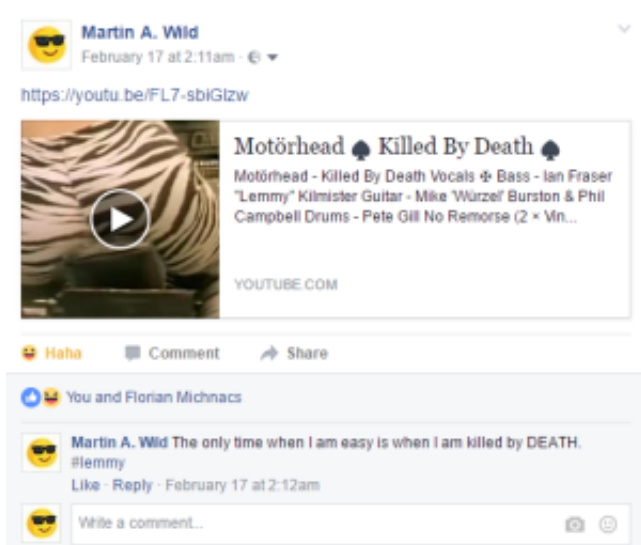 Martin A. Wild
February 17 at 2:11am ·
https://youtu.be/FL7-sbiGlzw
Motörhead ♠ Killed By Death ♠
Motörhead - Killed By Death Vocals ✠ Bass - Ian Fraser
"Lemmy" Kilmister Guitar - Mike 'Würzel' Burston & Phil
Campbell Drums - Pete Gill No Remorse (2 × Vin...
YOUTUBE.COM
Haha Comment Share
You and Florian Michnacs
Martin A. Wild The only time when I am easy is when I am killed by DEATH.
#lemmy
Like · Reply · February 17 at 2:12am
Write a comment...